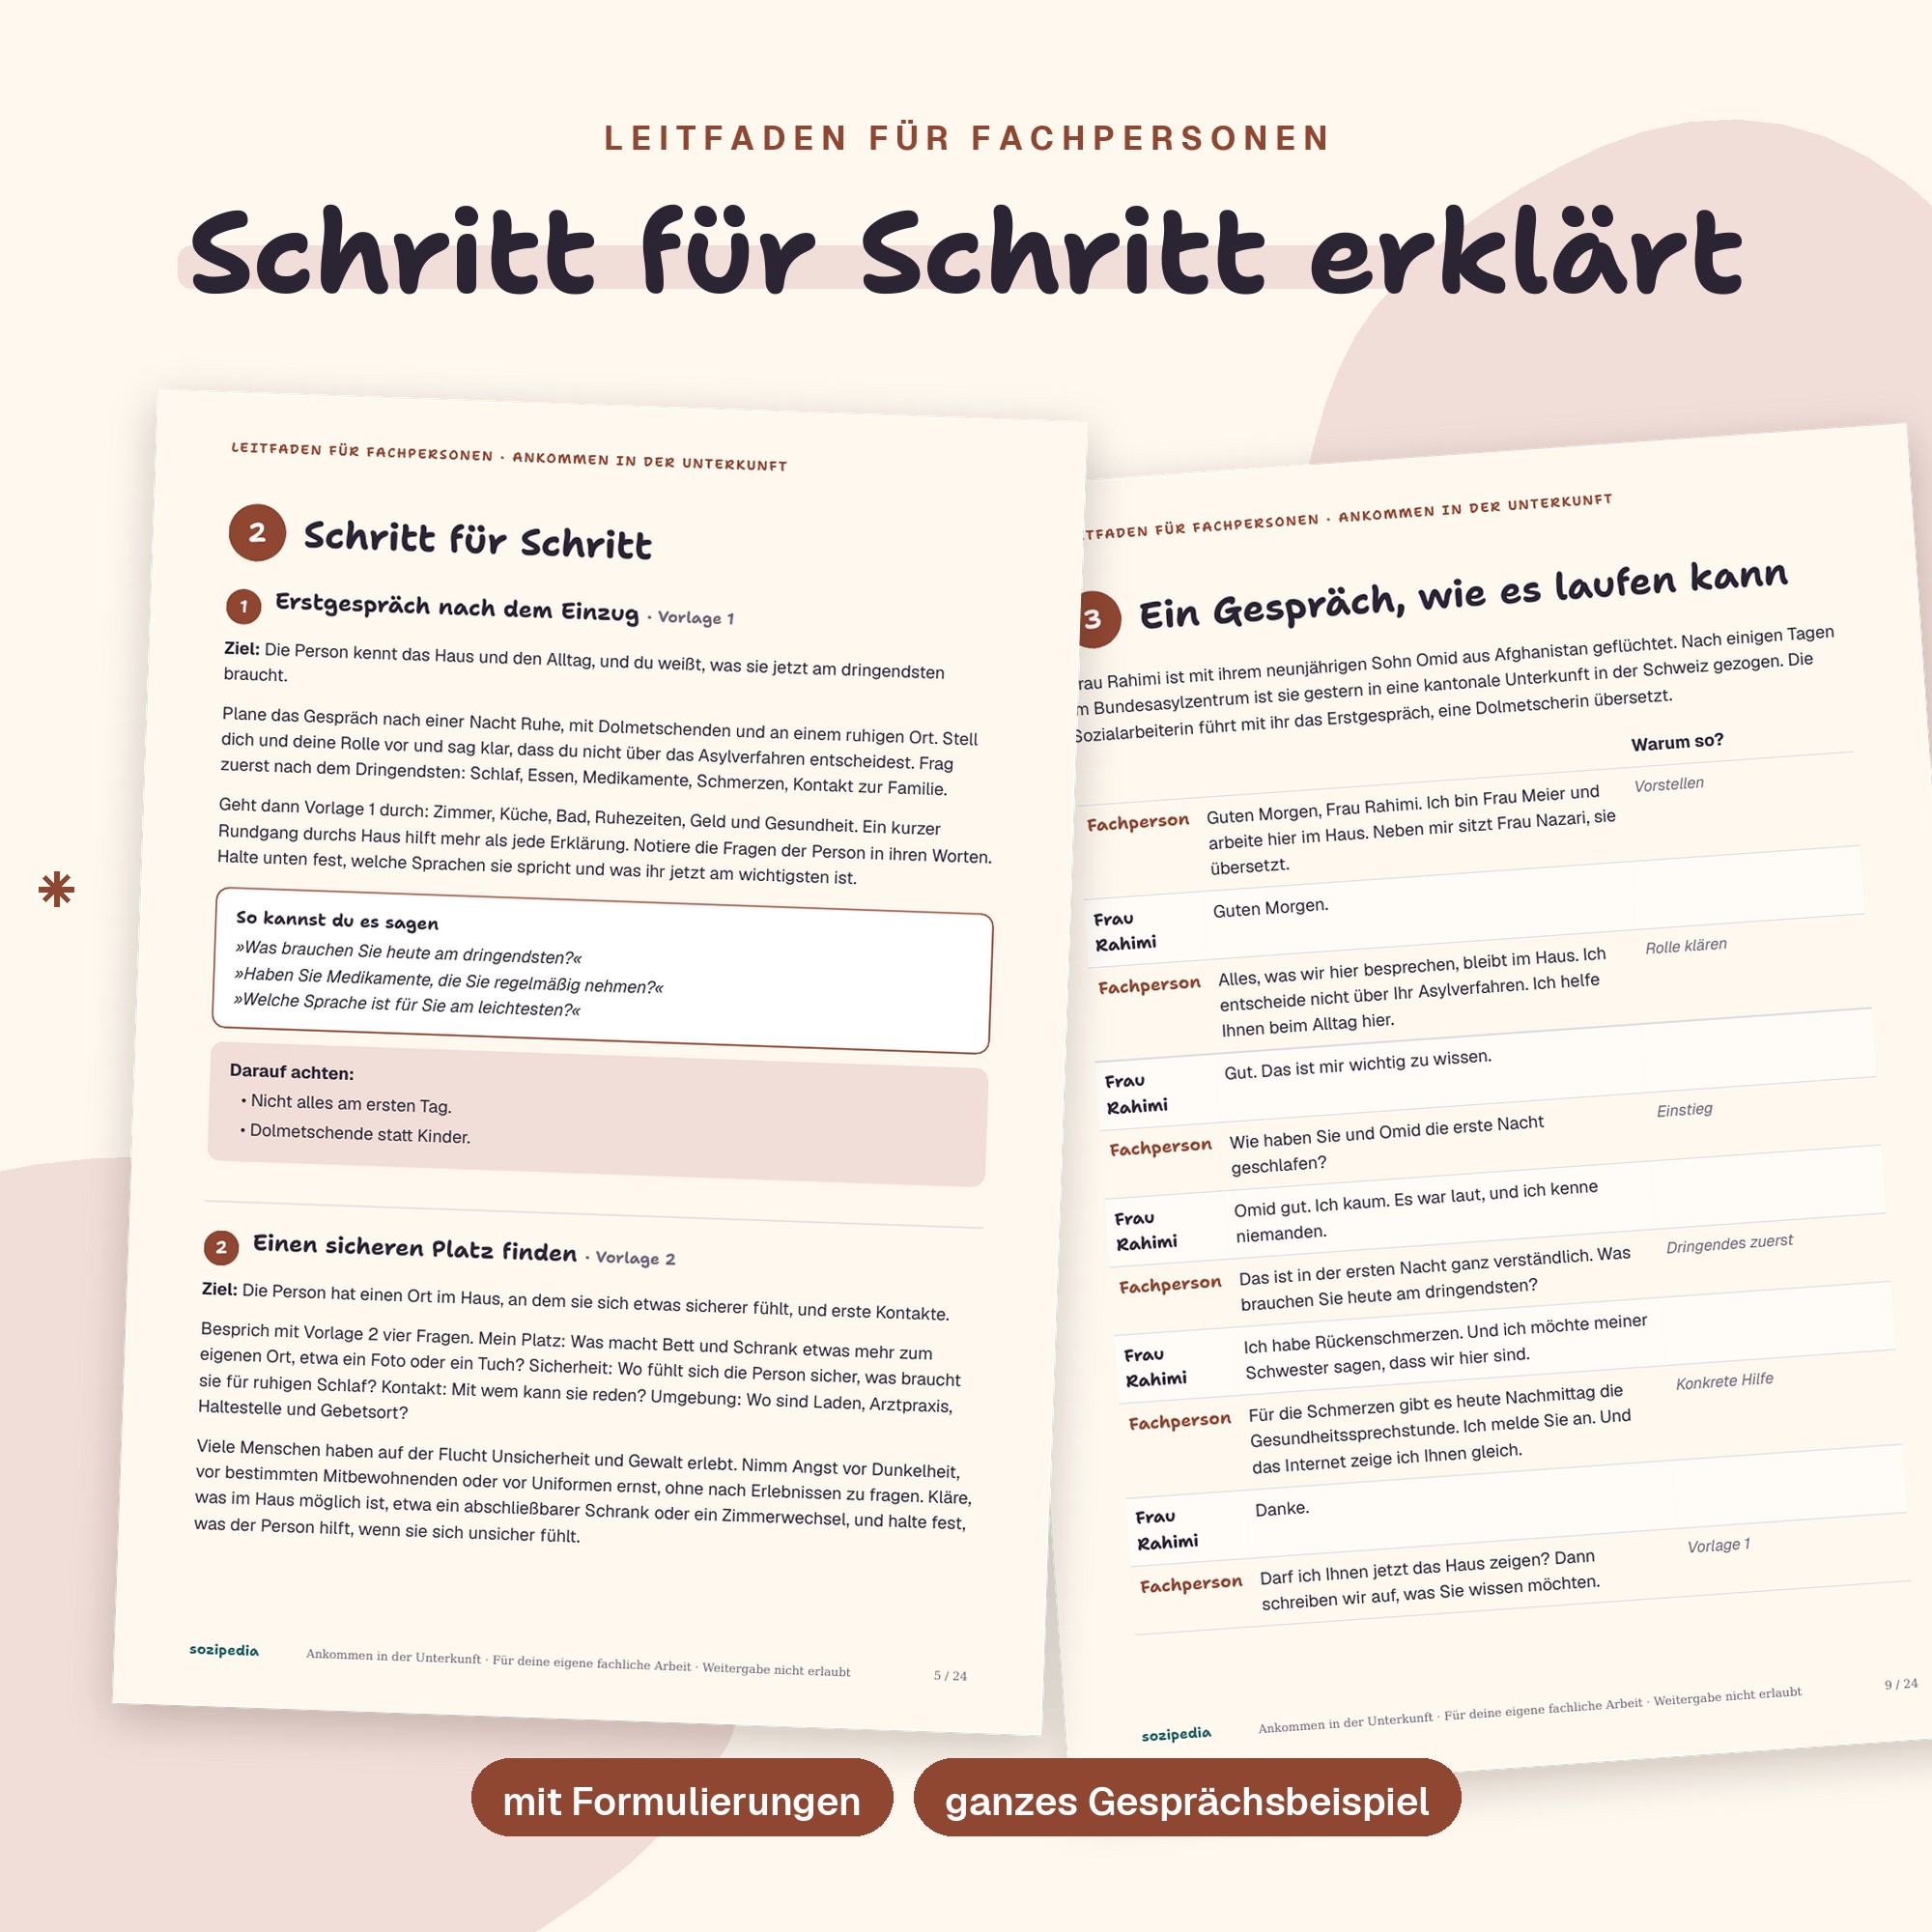 LEITFADEN FÜR FACHPERSONEN
Schritt für Schritt erklärt
LEITFADEN FÜR FACHPERSONEN · ANKOMMEN IN DER UNTERKUNFT
2 Schritt für Schritt
1 Erstgespräch nach dem Einzug · Vorlage 1
Ziel: Die Person kennt das Haus und den Alltag, und du weißt, was sie jetzt am dringendsten
braucht.
Plane das Gespräch nach einer Nacht Ruhe, mit Dolmetschenden und an einem ruhigen Ort. Stell
dich und deine Rolle vor und sag klar, dass du nicht über das Asylverfahren entscheidest. Frag
zuerst nach dem Dringendsten: Schlaf, Essen, Medikamente, Schmerzen, Kontakt zur Familie.
Geht dann Vorlage 1 durch: Zimmer, Küche, Bad, Ruhezeiten, Geld und Gesundheit. Ein kurzer
Rundgang durchs Haus hilft mehr als jede Erklärung. Notiere die Fragen der Person in ihren Worten.
Halte unten fest, welche Sprachen sie spricht und was ihr jetzt am wichtigsten ist.
So kannst du es sagen
»Was brauchen Sie heute am dringendsten?«
»Haben Sie Medikamente, die Sie regelmäßig nehmen?«
»Welche Sprache ist für Sie am leichtesten?«
Darauf achten:
• Nicht alles am ersten Tag.
• Dolmetschende statt Kinder.
2 Einen sicheren Platz finden · Vorlage 2
Ziel: Die Person hat einen Ort im Haus, an dem sie sich etwas sicherer fühlt, und erste Kontakte.
Besprich mit Vorlage 2 vier Fragen. Mein Platz: Was macht Bett und Schrank etwas mehr zum
eigenen Ort, etwa ein Foto oder ein Tuch? Sicherheit: Wo fühlt sich die Person sicher, was braucht
sie für ruhigen Schlaf? Kontakt: Mit wem kann sie reden? Umgebung: Wo sind Laden, Arztpraxis,
Haltestelle und Gebetsort?
Viele Menschen haben auf der Flucht Unsicherheit und Gewalt erlebt. Nimm Angst vor Dunkelheit,
vor bestimmten Mitbewohnenden oder vor Uniformen ernst, ohne nach Erlebnissen zu fragen. Kläre,
was im Haus möglich ist, etwa ein abschließbarer Schrank oder ein Zimmerwechsel, und halte fest,
was der Person hilft, wenn sie sich unsicher fühlt.
sozipedia Ankommen in der Unterkunft · Für deine eigene fachliche Arbeit · Weitergabe nicht erlaubt 5 / 24
FÜR FACHPERSONEN · ANKOMMEN IN DER UNTERKUNFT
3 Ein Gespräch, wie es laufen kann
Rahimi ist mit ihrem neunjährigen Sohn Omid aus Afghanistan geflüchtet. Nach einigen Tagen
Bundesasylzentrum ist sie gestern in eine kantonale Unterkunft in der Schweiz gezogen. Die
Sozialarbeiterin führt mit ihr das Erstgespräch, eine Dolmetscherin übersetzt.
Warum so?
Fachperson Guten Morgen, Frau Rahimi. Ich bin Frau Meier und Vorstellen
arbeite hier im Haus. Neben mir sitzt Frau Nazari, sie
übersetzt.
Frau Guten Morgen.
Rahimi
Fachperson Alles, was wir hier besprechen, bleibt im Haus. Ich Rolle klären
entscheide nicht über Ihr Asylverfahren. Ich helfe
Ihnen beim Alltag hier.
Frau Gut. Das ist mir wichtig zu wissen.
Rahimi
Fachperson Wie haben Sie und Omid die erste Nacht Einstieg
geschlafen?
Frau Omid gut. Ich kaum. Es war laut, und ich kenne
Rahimi niemanden.
Fachperson Das ist in der ersten Nacht ganz verständlich. Was Dringendes zuerst
brauchen Sie heute am dringendsten?
Frau Ich habe Rückenschmerzen. Und ich möchte meiner
Rahimi Schwester sagen, dass wir hier sind.
Fachperson Für die Schmerzen gibt es heute Nachmittag die Konkrete Hilfe
Gesundheitssprechstunde. Ich melde Sie an. Und
das Internet zeige ich Ihnen gleich.
Frau Danke.
Rahimi
Fachperson Darf ich Ihnen jetzt das Haus zeigen? Dann Vorlage 1
schreiben wir auf, was Sie wissen möchten.
sozipedia Ankommen in der Unterkunft · Für deine eigene fachliche Arbeit · Weitergabe nicht erlaubt 9 / 24
mit Formulierungen
ganzes Gesprächsbeispiel